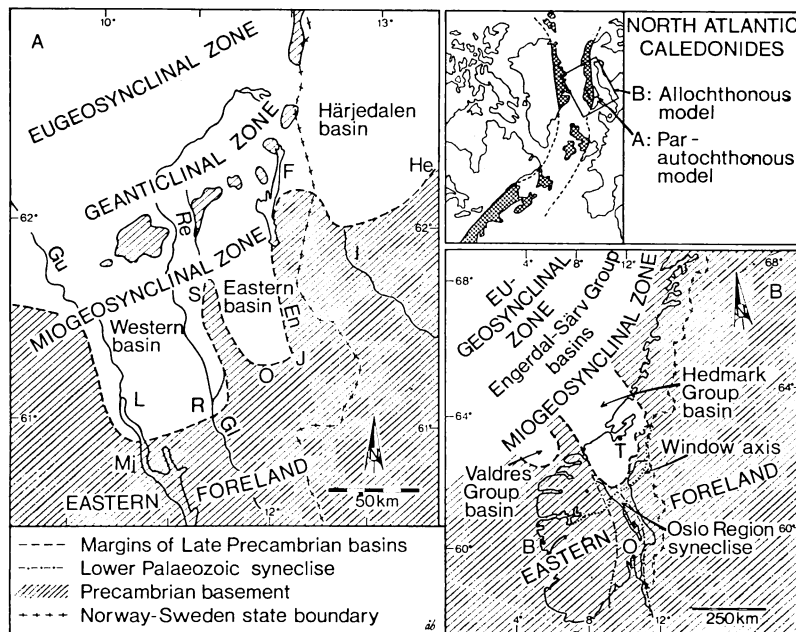 A
10
13
EUGEOSYNCLINAL ZONE
Härjedalen
basin
GEANTICLINAL ZONE
He
F
Re
62°
62°
Gu
MIOGEOSYNCLINAL ZONE
S
Eastern
basin
En
Western
basin
J
O
L
R
61°
61°
Gl
Mj
EASTERN FORELAND
50km
12°
--- Margins of Late Precambrian basins
Lower Palaeozoic syneclise
Precambrian basement
Norway-Sweden state boundary
NORTH ATLANTIC
CALEDONIDES
B: Allochthonous
model
A: Par-
autochthonous
model
4°
8°
12°
68°
68°
B
EU-
GEOSYNCLINAL
ZONE
Engerdal-Särv Group
basins
MIOGEOSYNCLINAL ZONE
Hedmark
Group
basin
64°
64°
T
Window axis
Valdres
Group
basin
FORELAND
Oslo Region
syneclise
60°
60°
B
EASTERN
O
4°
8°
12°
250km